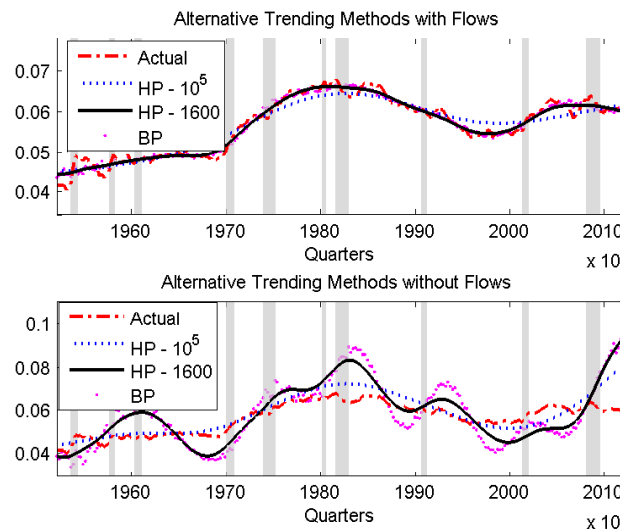 Alternative Trending Methods with Flows
0.07
0.06
0.05
0.04
Actual
HP - 10^5
HP - 1600
BP
1960 1970 1980 1990 2000 2010
Quarters
x 10
Alternative Trending Methods without Flows
0.1
0.08
0.06
0.04
Actual
HP - 10^5
HP - 1600
BP
1960 1970 1980 1990 2000 2010
Quarters
x 10